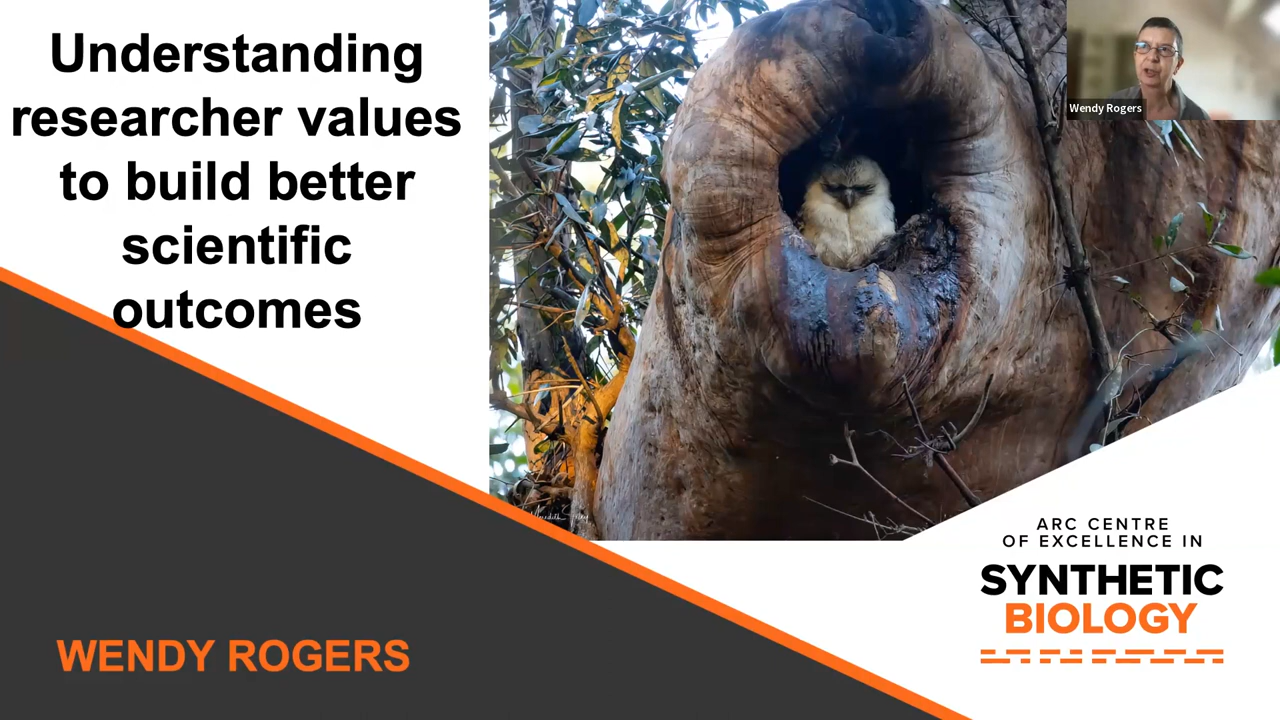 Understanding
researcher values
to build better
scientific
outcomes
Wendy Rogers
ARC CENTRE
OF EXCELLENCE IN
SYNTHETIC
BIOLOGY
WENDY ROGERS